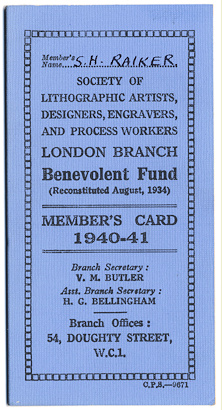 Member's
Name S. H. RAIKER.
SOCIETY OF
LITHOGRAPHIC ARTISTS,
DESIGNERS, ENGRAVERS,
AND PROCESS WORKERS
LONDON BRANCH
Benevolent Fund
(Reconstituted August, 1934)
MEMBER'S CARD
1940-41
Branch Secretary :
V. M. BUTLER
Asst. Branch Secretary :
H. G. BELLINGHAM
Branch Offices :
54, DOUGHTY STREET,
W.C.1.
C.P.S.—9671